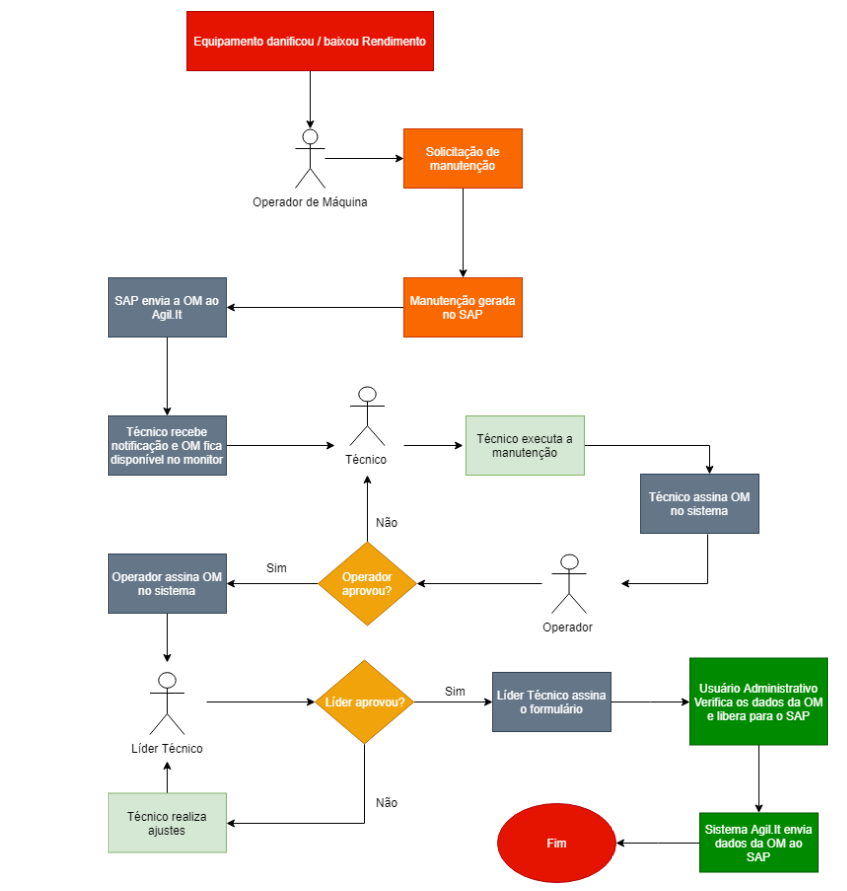 Equipamento danificou / baixou Rendimento
Solicitação de
manutenção
Operador de Máquina
SAP envia a OM ao
Agil.It
Manutenção gerada
no SAP
Técnico recebe
notificação e OM fica
disponível no monitor
Técnico
Técnico executa a
manutenção
Técnico assina OM
no sistema
Não
Operador assina OM
no sistema
Sim
Operador
aprovou?
Operador
Líder Técnico
Líder aprovou?
Sim
Líder Técnico assina
o formulário
Usuário Administrativo
Verifica os dados da OM
e libera para o SAP
Não
Técnico realiza
ajustes
Fim
Sistema Agil.It envia
dados da OM ao
SAP